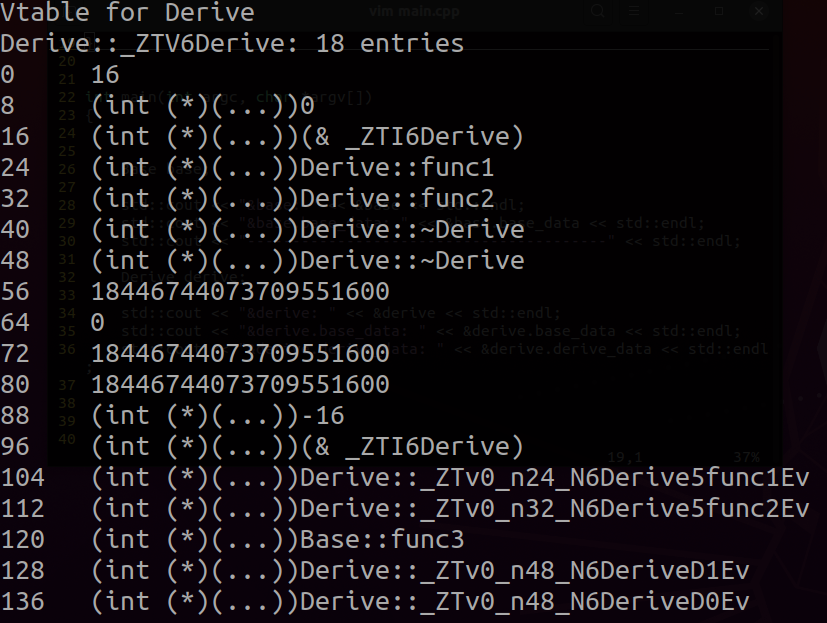 Vtable for Derive
Derive::_ZTV6Derive: 18 entries
0 16
8 (int (*)(...))0
16 (int (*)(...))(& _ZTI6Derive)
24 (int (*)(...))Derive::func1
32 (int (*)(...))Derive::func2
40 (int (*)(...))Derive::~Derive
48 (int (*)(...))Derive::~Derive
56 18446744073709551600
64 0
72 18446744073709551600
80 18446744073709551600
88 (int (*)(...))-16
96 (int (*)(...))(& _ZTI6Derive)
104 (int (*)(...))Derive::_ZTv0_n24_N6Derive5func1Ev
112 (int (*)(...))Derive::_ZTv0_n32_N6Derive5func2Ev
120 (int (*)(...))Base::func3
128 (int (*)(...))Derive::_ZTv0_n48_N6DeriveD1Ev
136 (int (*)(...))Derive::_ZTv0_n48_N6DeriveD0Ev